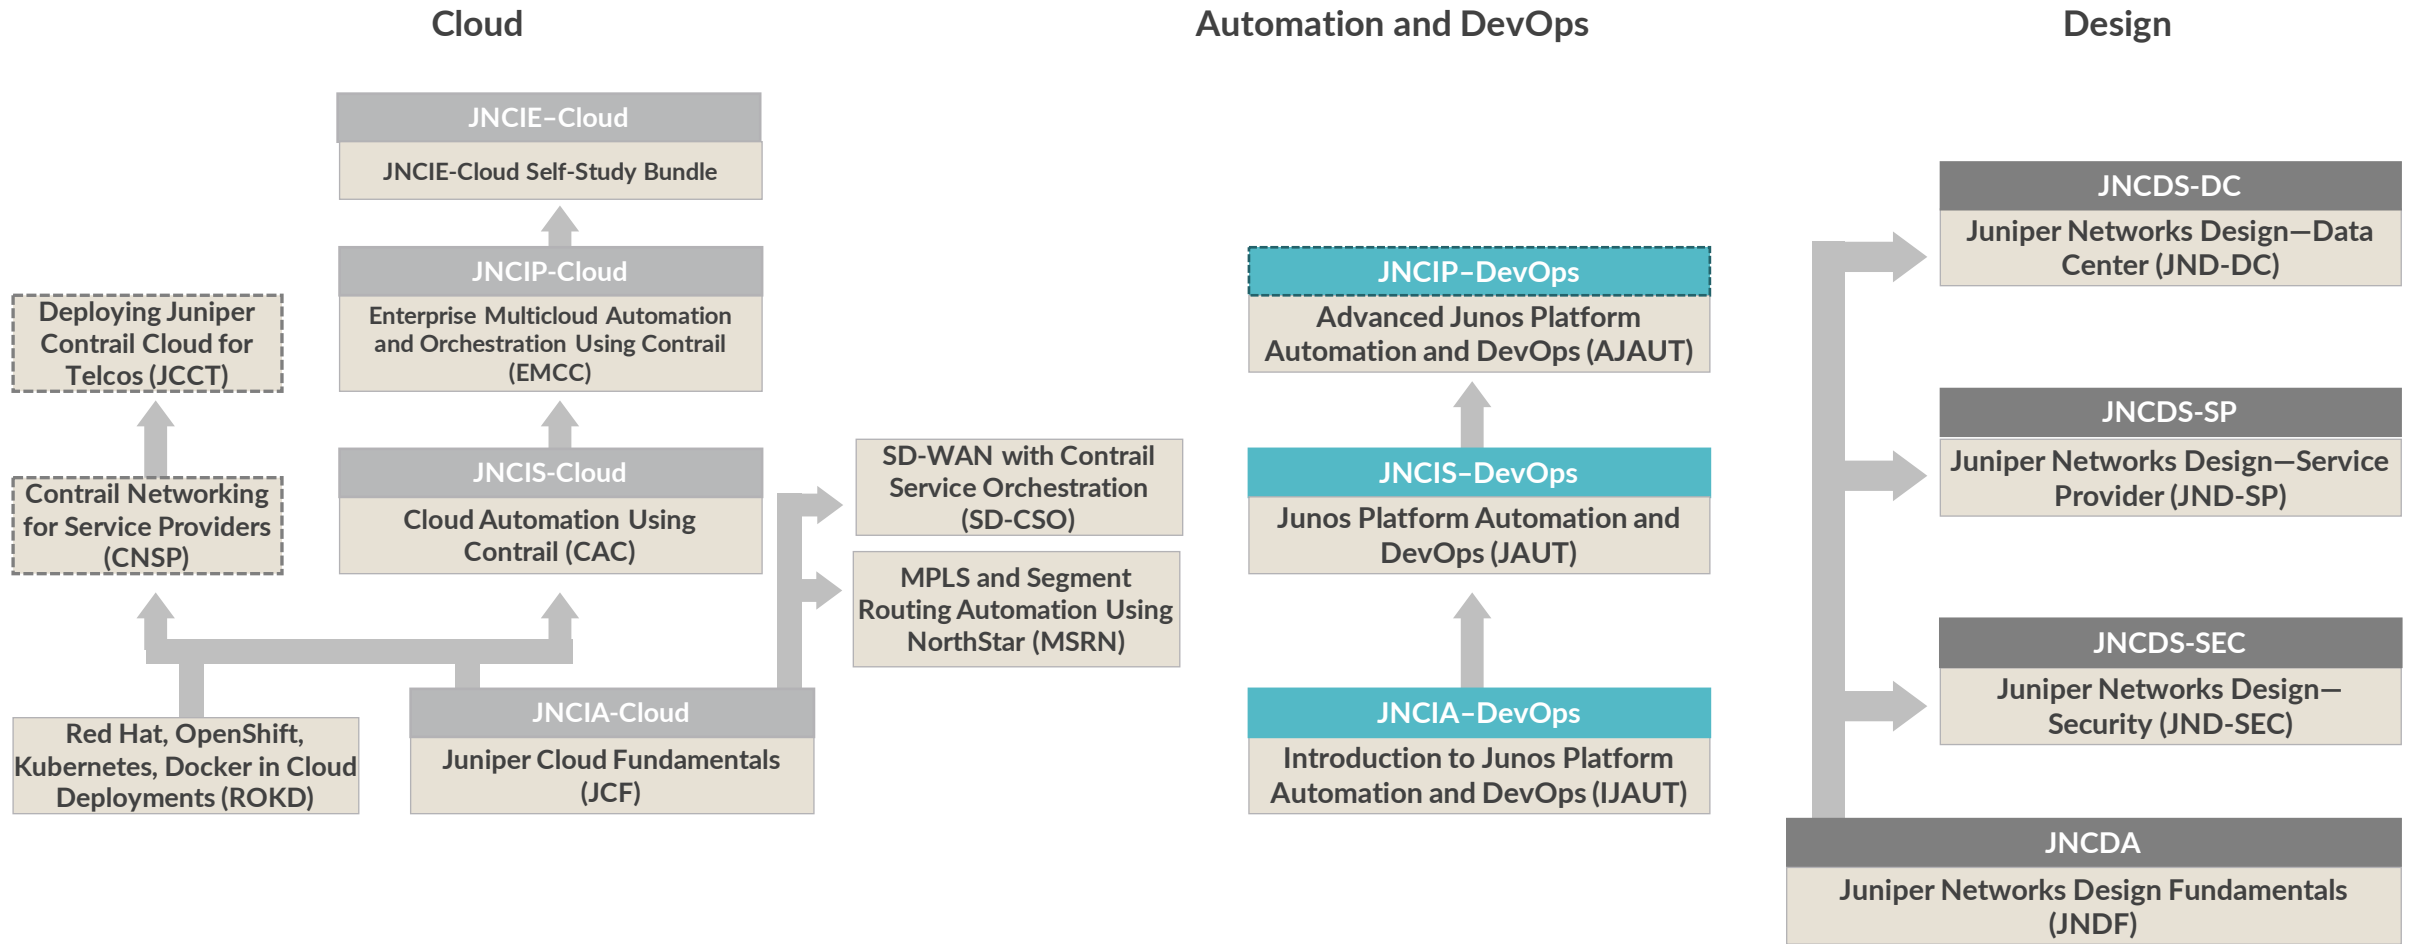 Cloud
Automation and DevOps
Design
JNCIE–Cloud
JNCIE-Cloud Self-Study Bundle
JNCIP-Cloud
Enterprise Multicloud Automation
and Orchestration Using Contrail
(EMCC)
Deploying Juniper
Contrail Cloud for
Telcos (JCCT)
JNCIS-Cloud
Cloud Automation Using
Contrail (CAC)
Contrail Networking
for Service Providers
(CNSP)
SD-WAN with Contrail
Service Orchestration
(SD-CSO)
MPLS and Segment
Routing Automation Using
NorthStar (MSRN)
JNCIA-Cloud
Juniper Cloud Fundamentals
(JCF)
Red Hat, OpenShift,
Kubernetes, Docker in Cloud
Deployments (ROKD)
JNCIP–DevOps
Advanced Junos Platform
Automation and DevOps (AJAUT)
JNCIS–DevOps
Junos Platform Automation and
DevOps (JAUT)
JNCIA–DevOps
Introduction to Junos Platform
Automation and DevOps (IJAUT)
JNCDS-DC
Juniper Networks Design—Data
Center (JND-DC)
JNCDS-SP
Juniper Networks Design—Service
Provider (JND-SP)
JNCDS-SEC
Juniper Networks Design—
Security (JND-SEC)
JNCDA
Juniper Networks Design Fundamentals
(JNDF)